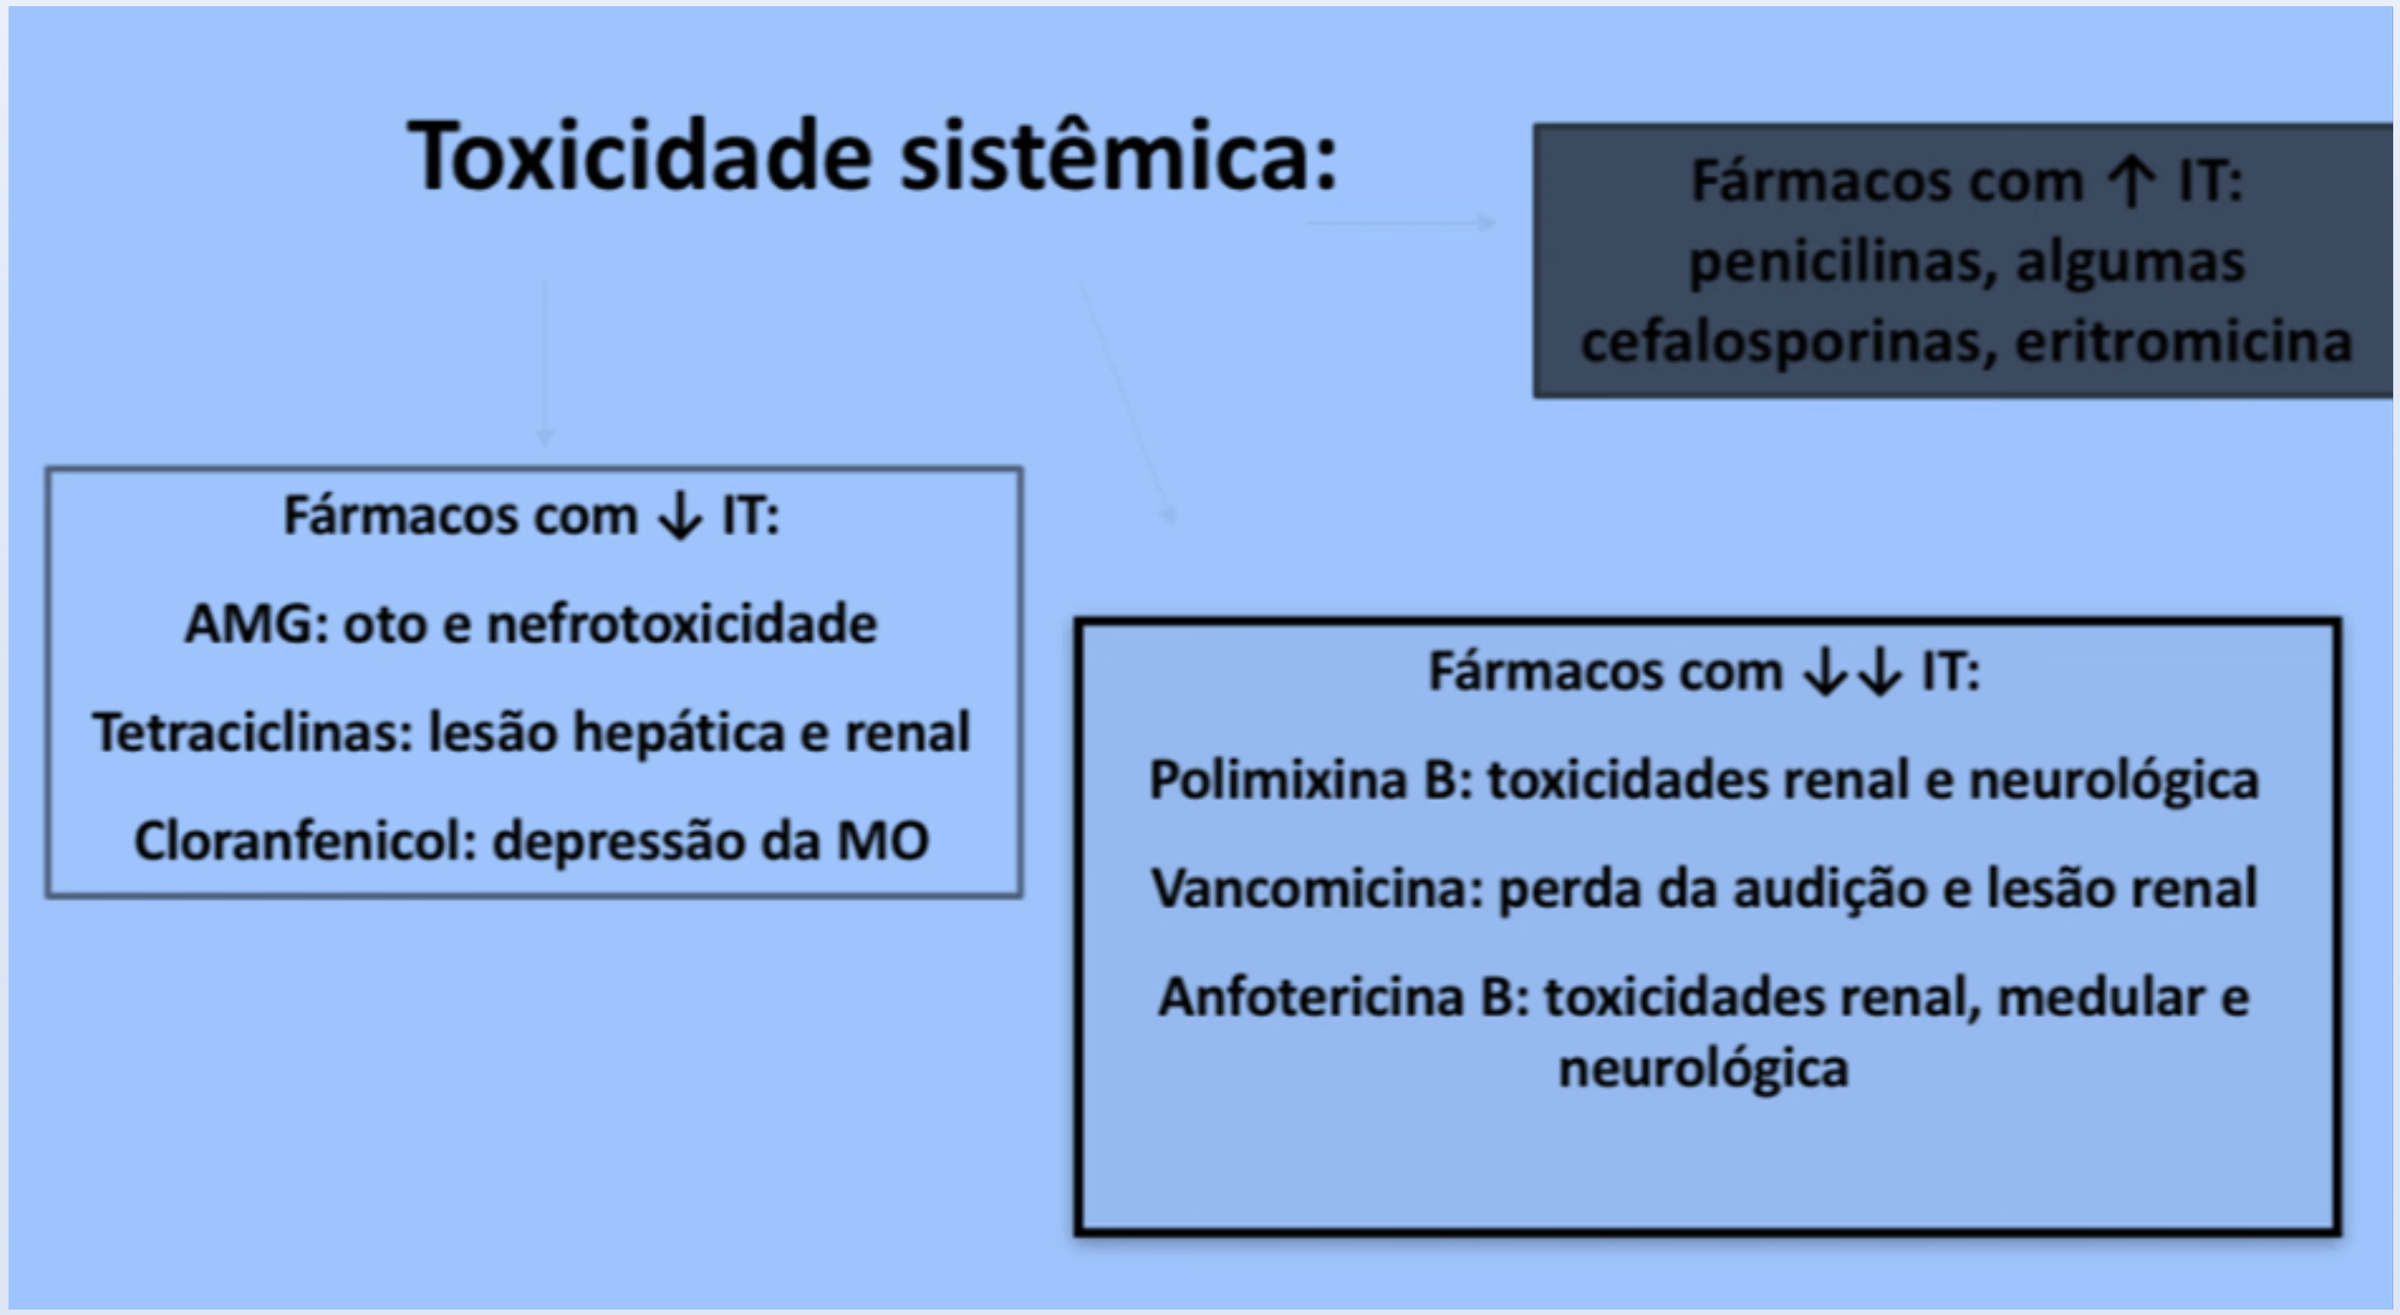 Toxicidade sistêmica:
Fármacos com ↑ IT:
penicilinas, algumas
cefalosporinas, eritromicina
Fármacos com ↓ IT:
AMG: oto e nefrotoxicidade
Tetraciclinas: lesão hepática e renal
Cloranfenicol: depressão da MO
Fármacos com ↓↓ IT:
Polimixina B: toxicidades renal e neurológica
Vancomicina: perda da audição e lesão renal
Anfotericina B: toxicidades renal, medular e
neurológica